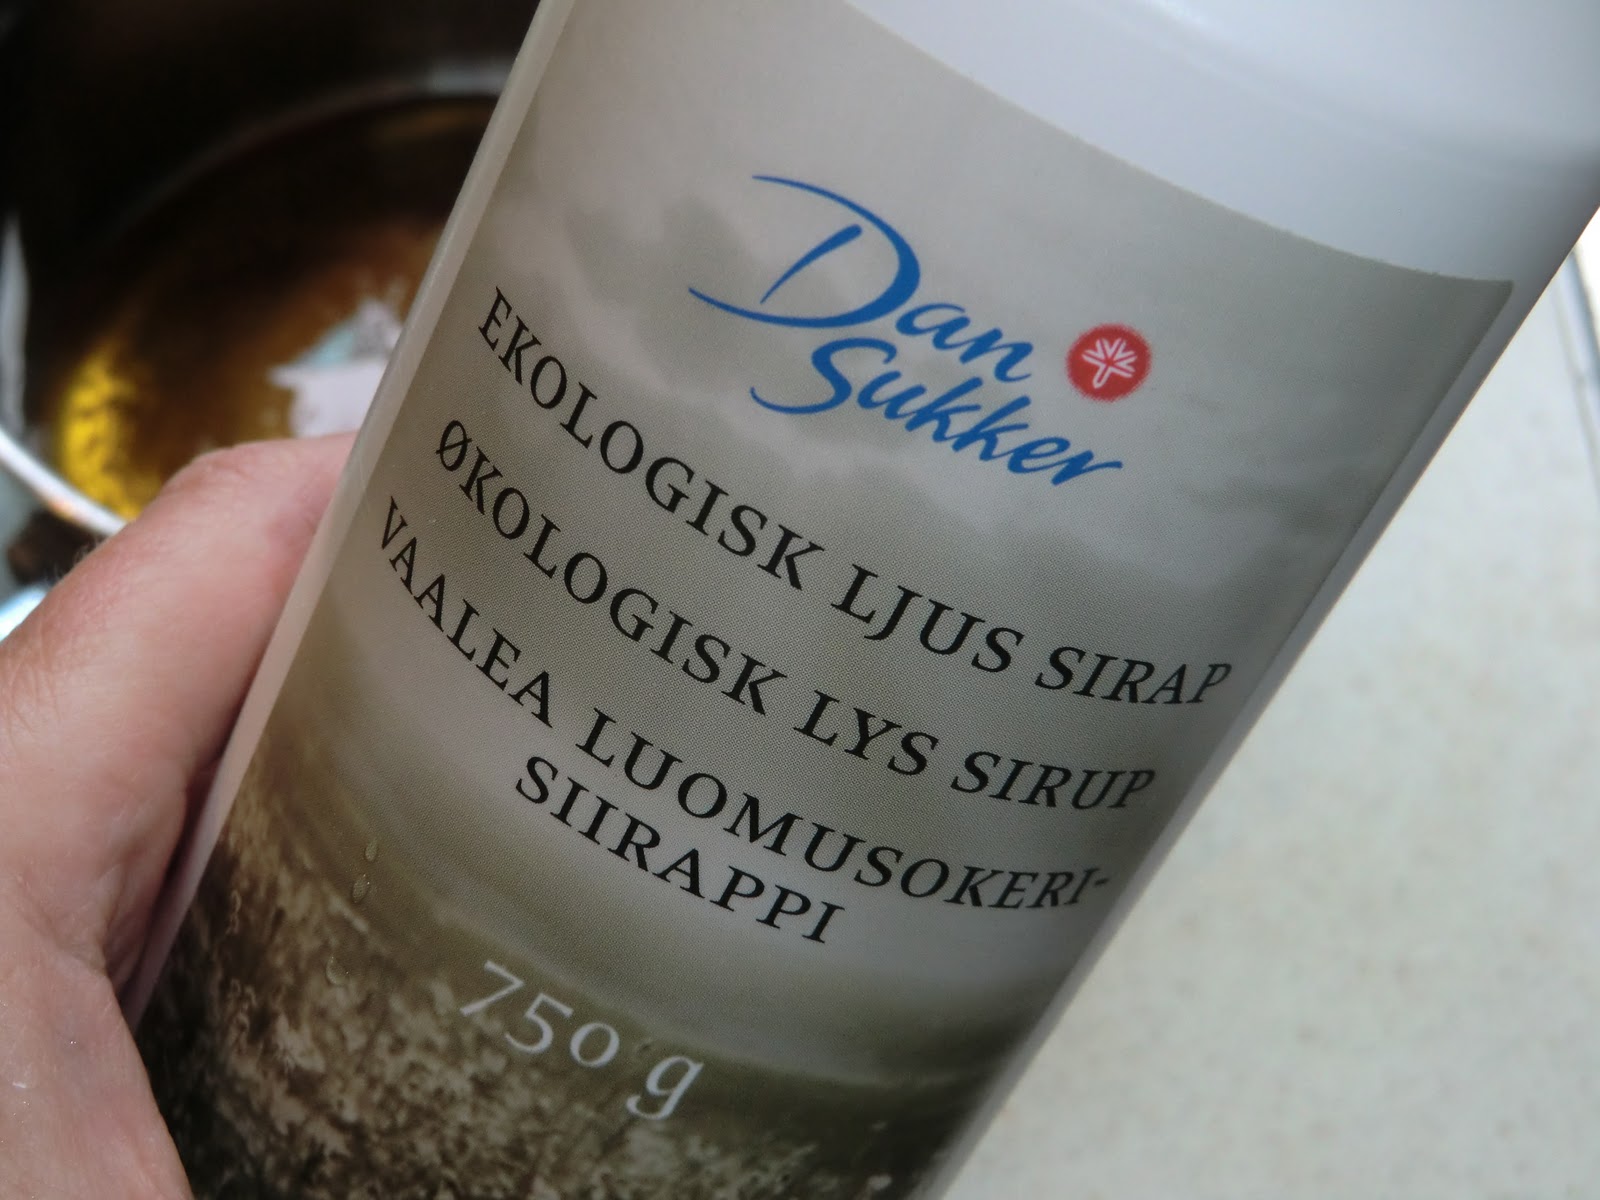 Dan
Sukker
EKOLOGISK LJUS SIRAP
ØKOLOGISK LYS SIRUP
VAALEA LUOMUSOKERI-
SIIRAPPI
750 g